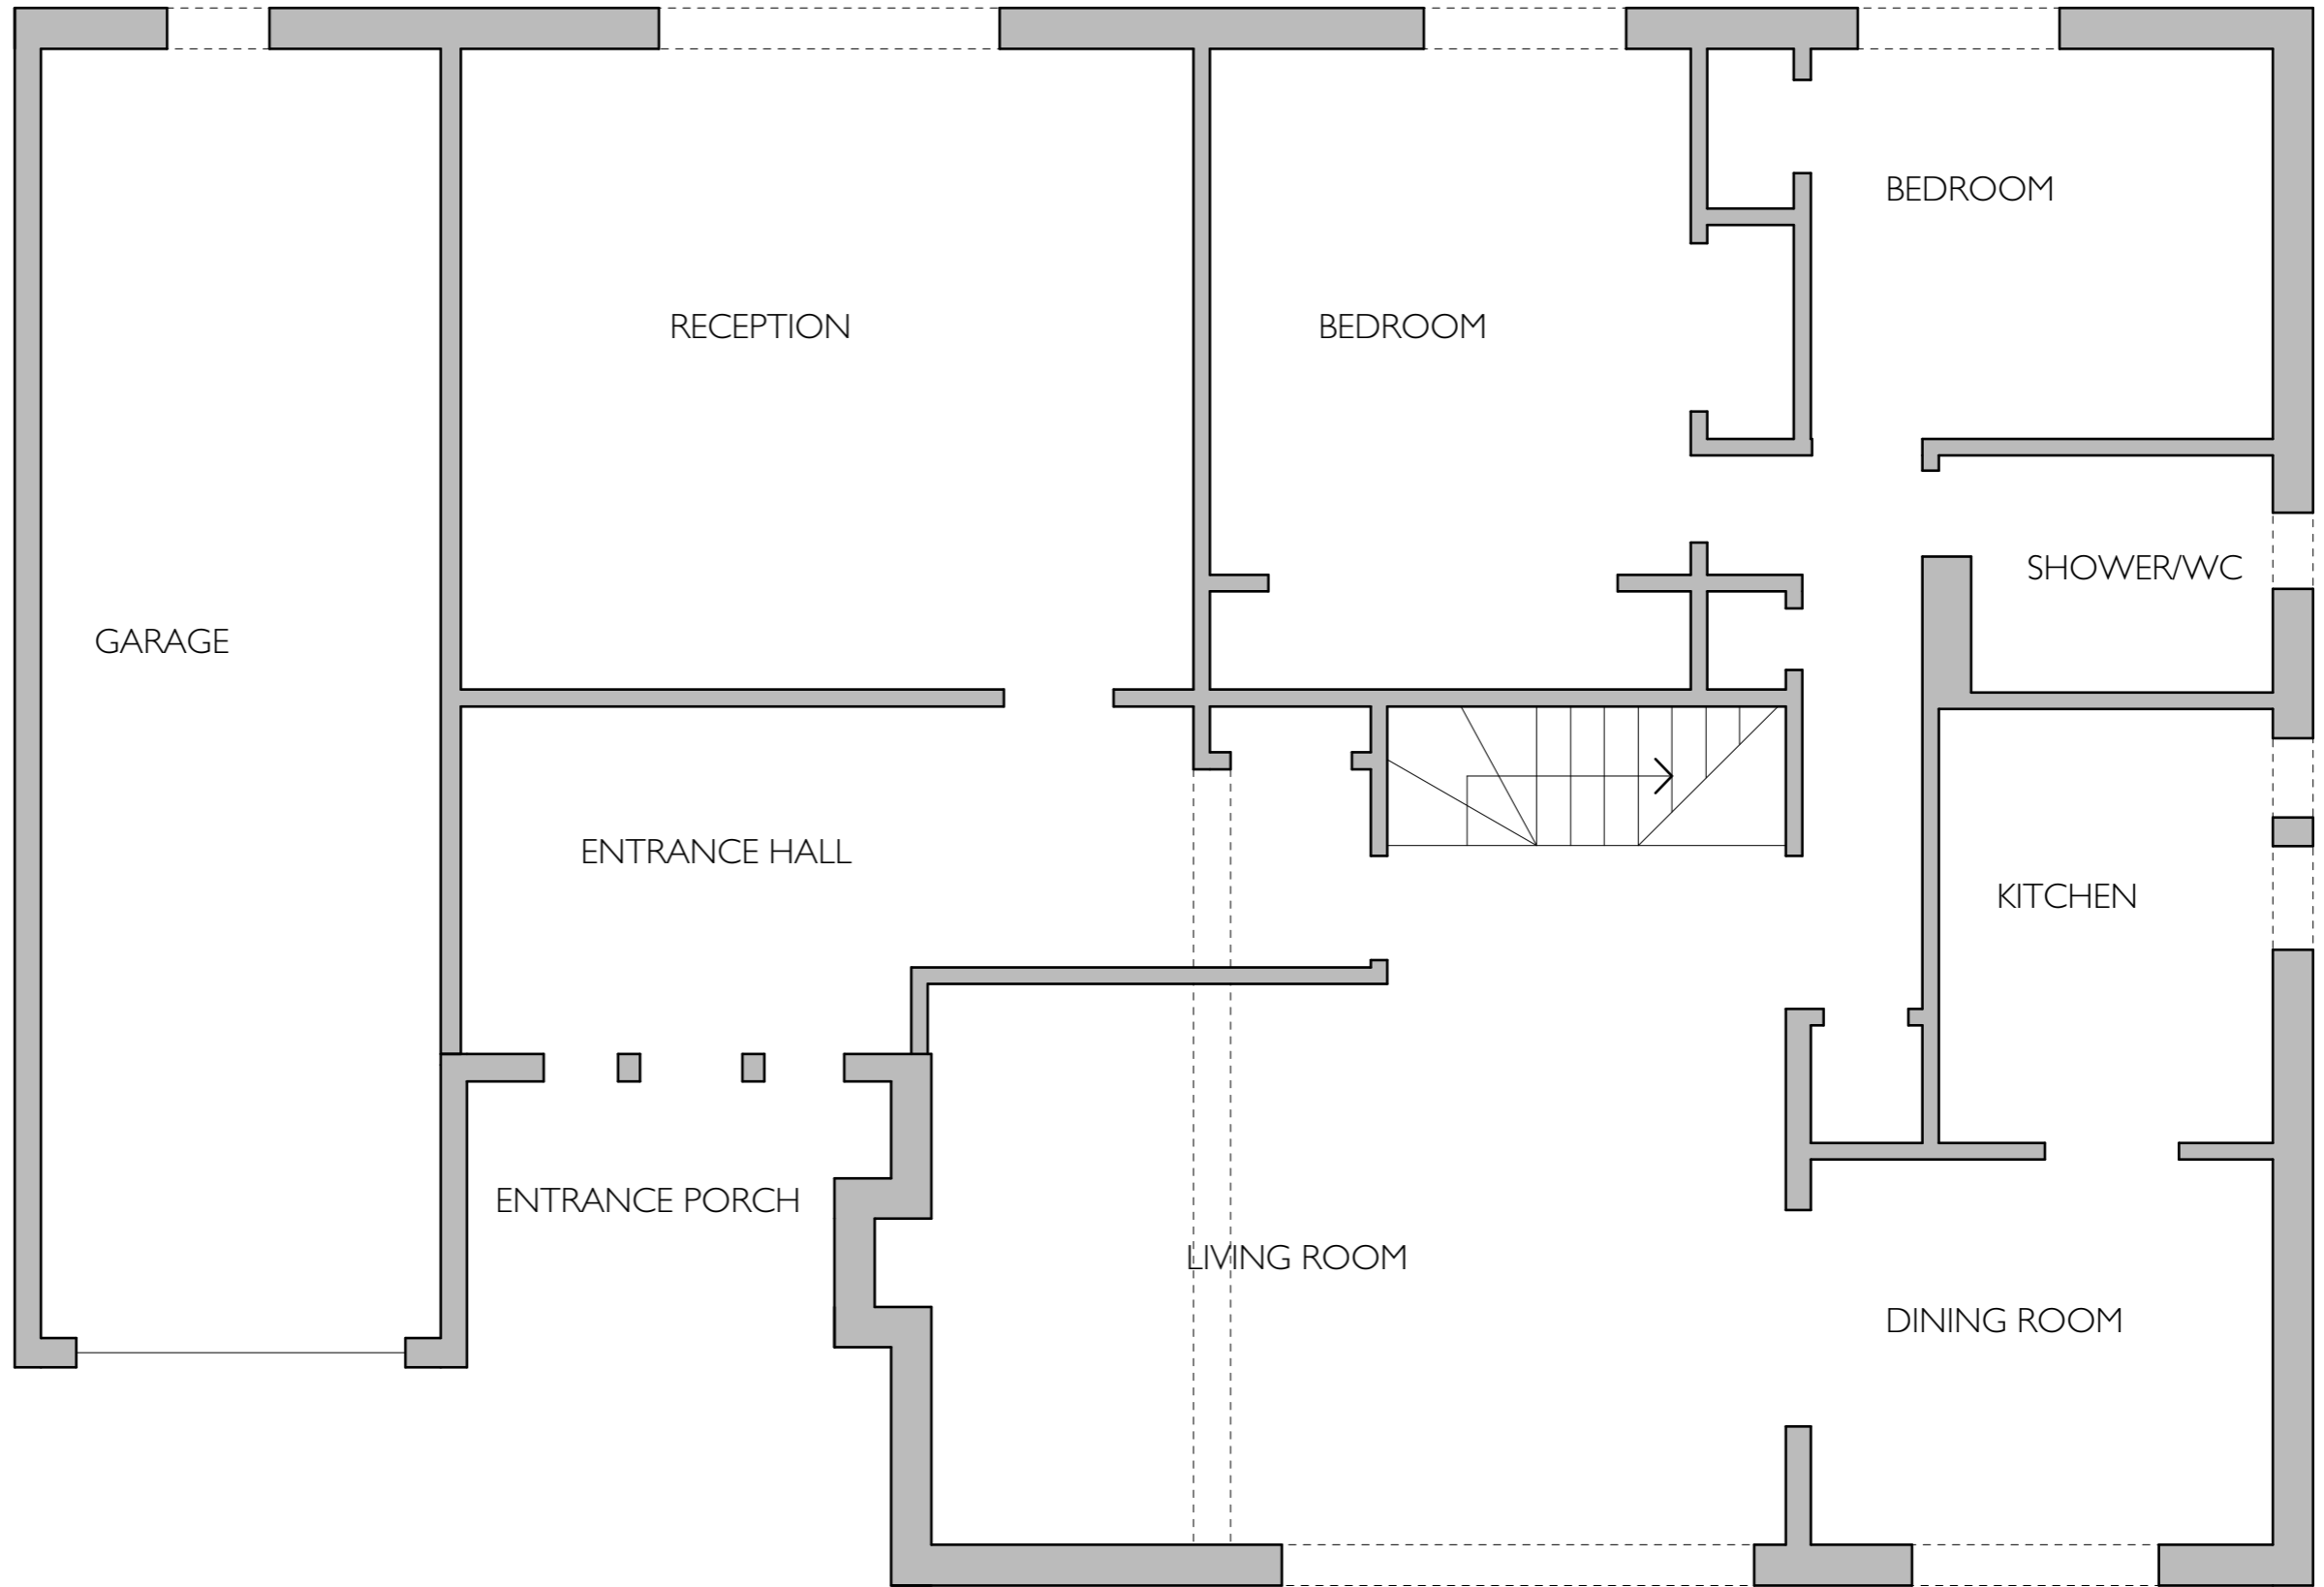 BEDROOM
RECEPTION
BEDROOM
SHOWER/WC
GARAGE
ENTRANCE HALL
KITCHEN
ENTRANCE PORCH
LIVING ROOM
DINING ROOM